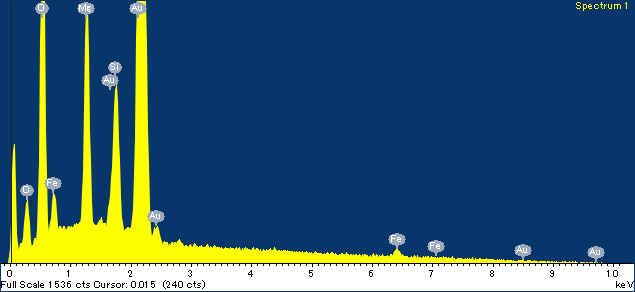 Spectrum 1
O Mg Au
Si
Au
Fe
Au
Fe Fe Au Au
0 1 2 3 4 5 6 7 8 9 10
Full Scale 1536 cts Cursor: 0.015 (240 cts) keV